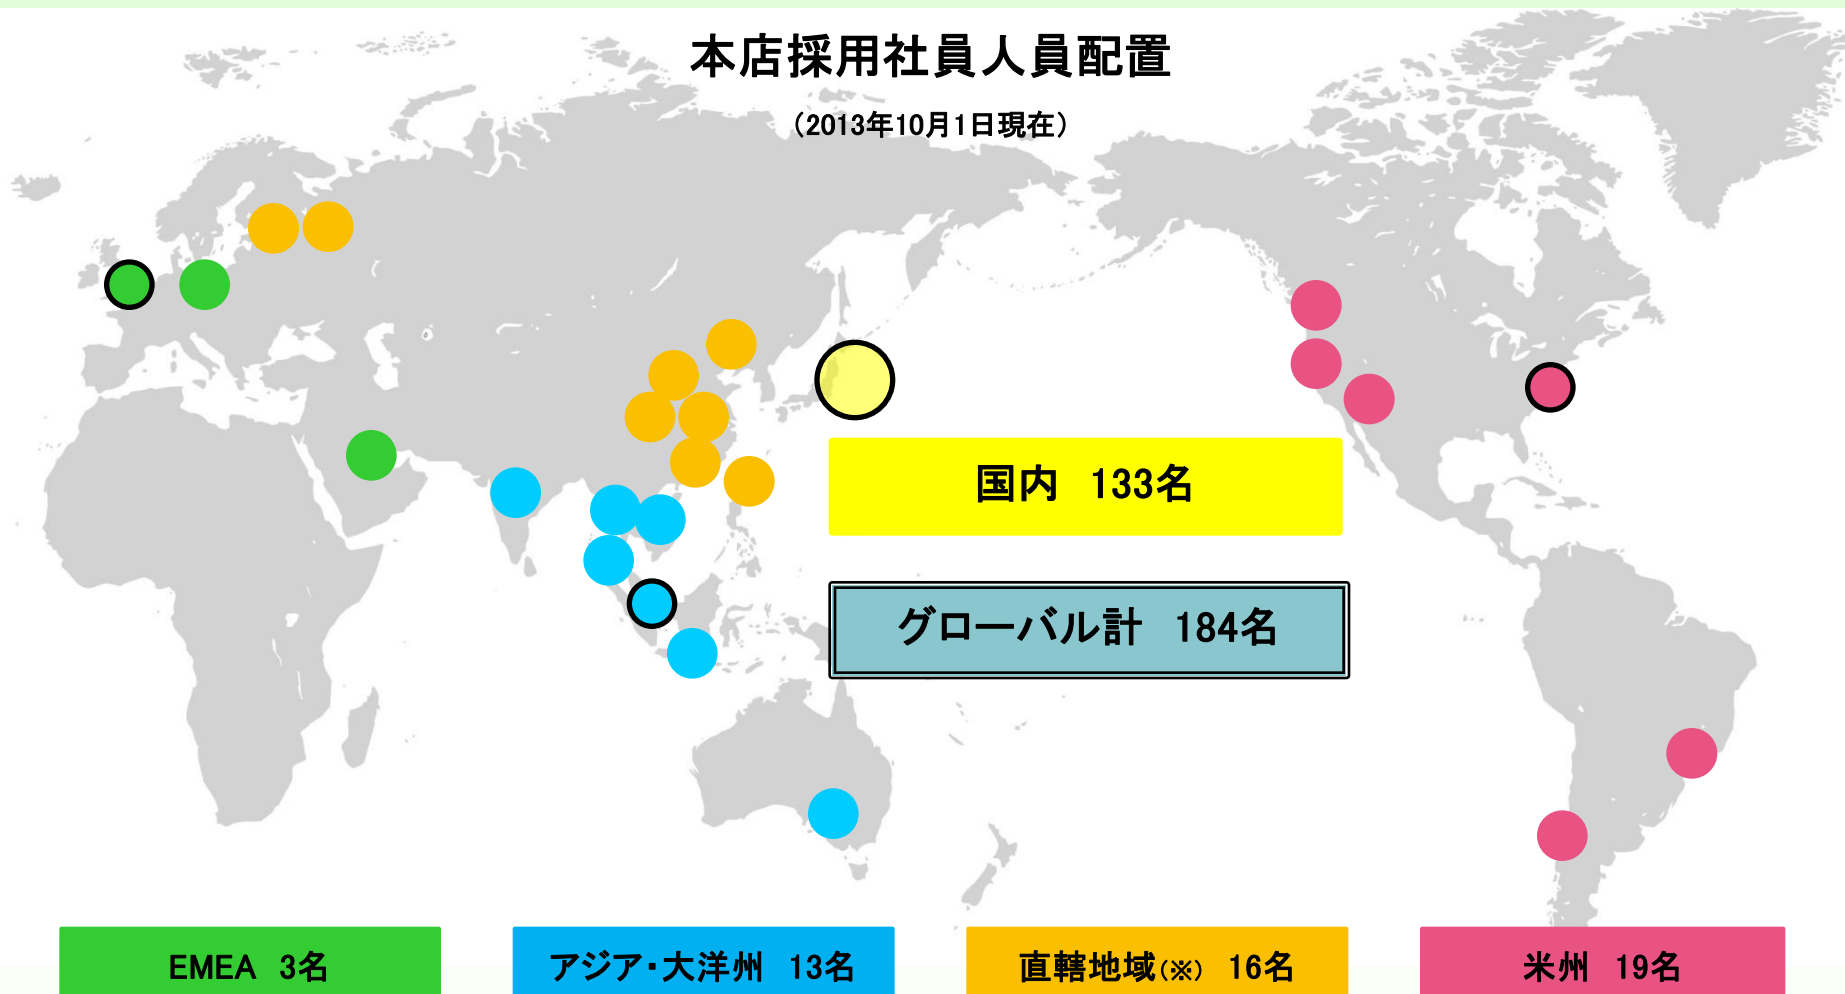 本店採用社員人員配置
（2013年10月1日現在）
国内　133名
グローバル計　184名
EMEA　3名
アジア・大洋州　13名
直轄地域（※）　16名
米州　19名